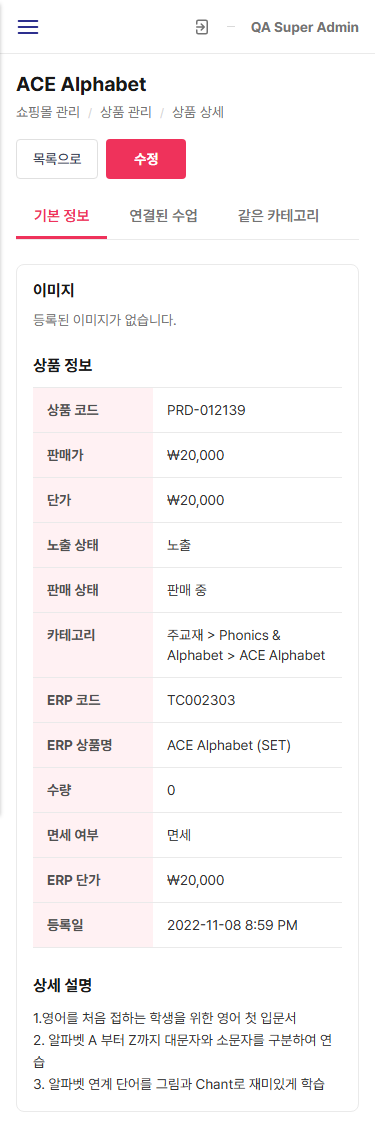 QA Super Admin
ACE Alphabet
쇼핑몰 관리 / 상품 관리 / 상품 상세
목록으로
수정
기본 정보
연결된 수업
같은 카테고리
이미지
등록된 이미지가 없습니다.
상품 정보
상품 코드 PRD-012139
판매가 ₩20,000
단가 ₩20,000
노출 상태 노출
판매 상태 판매 중
카테고리 주교재 > Phonics &
Alphabet > ACE Alphabet
ERP 코드 TC002303
ERP 상품명 ACE Alphabet (SET)
수량 0
면세 여부 면세
ERP 단가 ₩20,000
등록일 2022-11-08 8:59 PM
상세 설명
1.영어를 처음 접하는 학생을 위한 영어 첫 입문서
2. 알파벳 A 부터 Z까지 대문자와 소문자를 구분하여 연
습
3. 알파벳 연계 단어를 그림과 Chant로 재미있게 학습